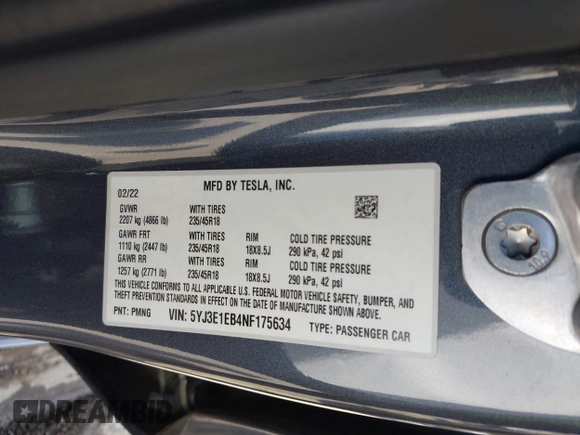 MFD BY TESLA, INC.
02/22
GVWR WITH TIRES
2207 kg (4866 lb) 235/45R18
GAWR FRT WITH TIRES RIM COLD TIRE PRESSURE
1110 kg (2447 lb) 235/45R18 18X8.5J 290 kPa, 42 psi
GAWR RR WITH TIRES RIM COLD TIRE PRESSURE
1257 kg (2771 lb) 235/45R18 18X8.5J 290 kPa, 42 psi
THIS VEHICLE CONFORMS TO ALL APPLICABLE U.S. FEDERAL MOTOR VEHICLE SAFETY, BUMPER, AND
THEFT PREVENTION STANDARDS IN EFFECT ON THE DATE OF MANUFACTURE SHOWN ABOVE.
PNT: PMNG VIN: 5YJ3E1EB4NF175634 TYPE: PASSENGER CAR
DREAMBID